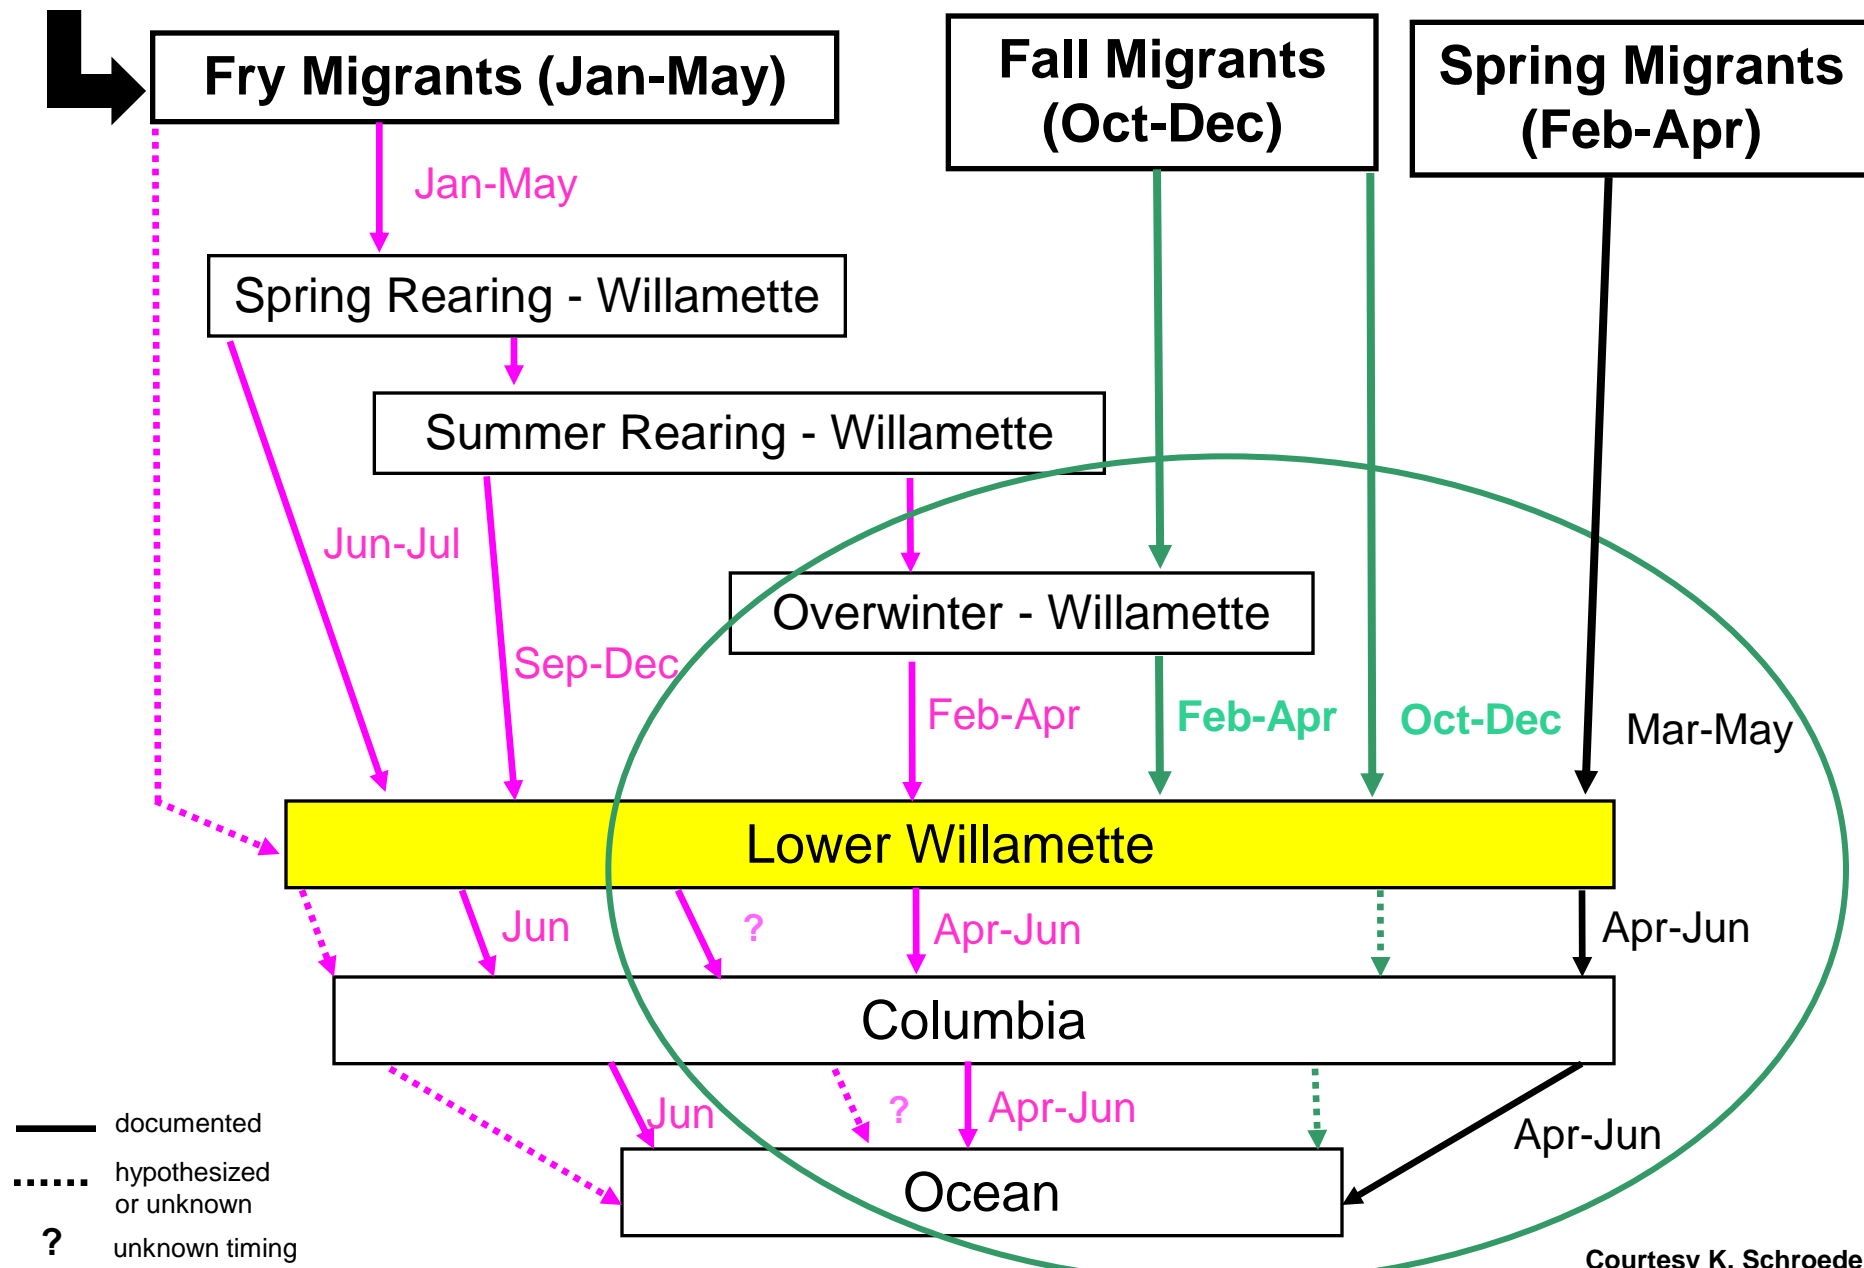 Fry Migrants (Jan-May)
Fall Migrants
(Oct-Dec)
Spring Migrants
(Feb-Apr)
Jan-May
Spring Rearing - Willamette
Summer Rearing - Willamette
Jun-Jul
Overwinter - Willamette
Sep-Dec
Feb-Apr
Feb-Apr
Oct-Dec
Mar-May
Lower Willamette
Jun
?
Apr-Jun
Apr-Jun
Columbia
Jun
?
Apr-Jun
Apr-Jun
Ocean
documented
hypothesized
or unknown
? unknown timing
Courtesy K. Schroede